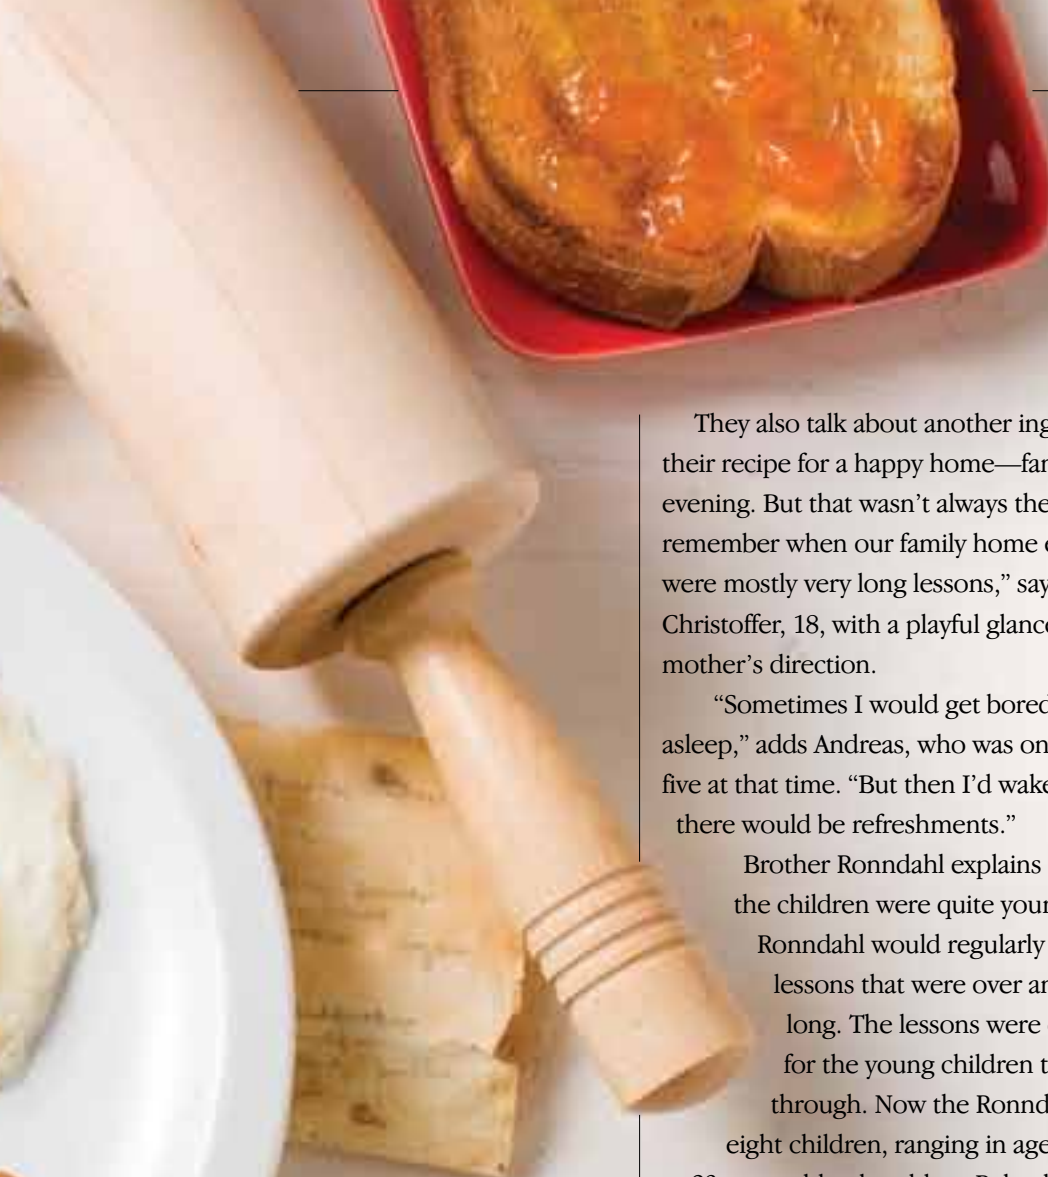 They also talk about another ing
their recipe for a happy home—fam
evening. But that wasn’t always the
remember when our family home e
were mostly very long lessons,” say
Christoffer, 18, with a playful glance
mother’s direction.
“Sometimes I would get bored
asleep,” adds Andreas, who was on
five at that time. “But then I’d wake
there would be refreshments.”
Brother Ronndahl explains
the children were quite youn
Ronndahl would regularly
lessons that were over an
long. The lessons were
for the young children t
through. Now the Ronnd
eight children, ranging in age